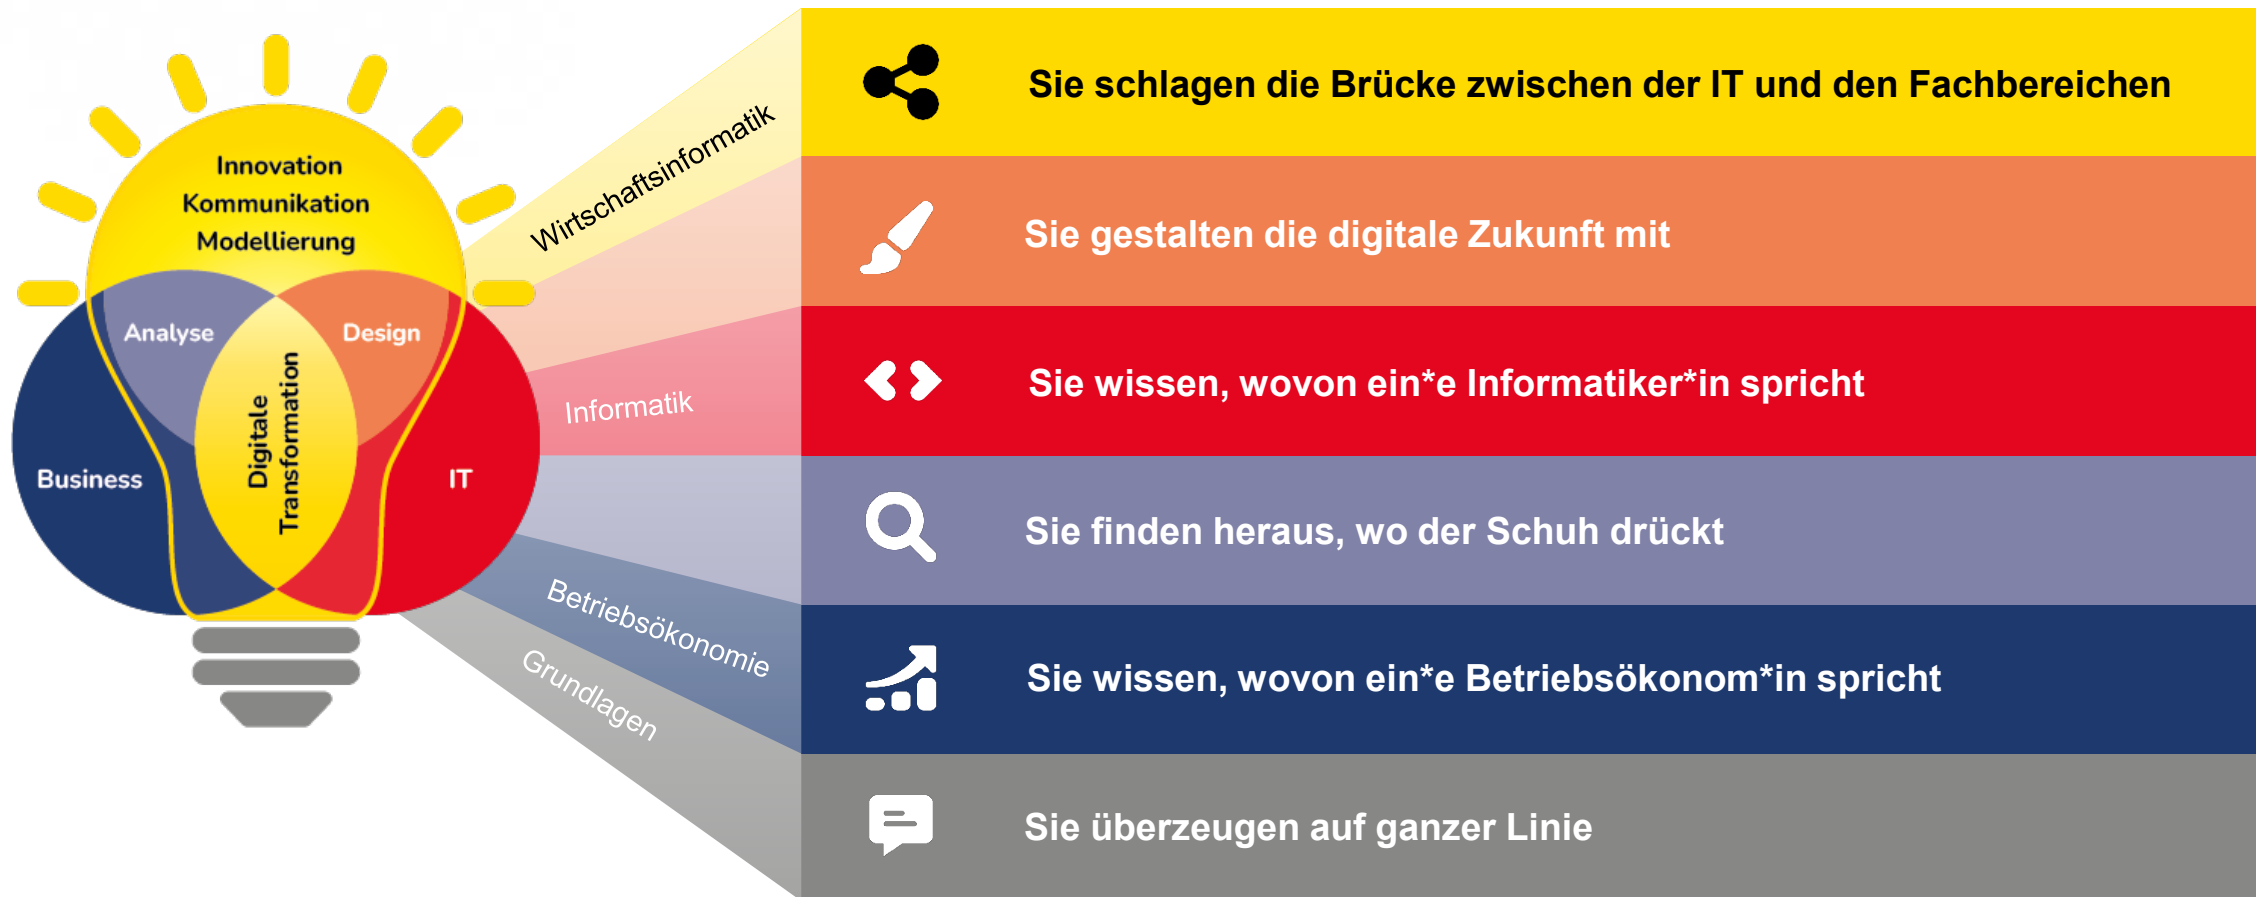 Innovation
Kommunikation
Modellierung
Analyse
Design
Digitale
Transformation
Business
IT
Wirtschaftsinformatik
Informatik
Betriebsökonomie
Grundlagen
Sie schlagen die Brücke zwischen der IT und den Fachbereichen
Sie gestalten die digitale Zukunft mit
Sie wissen, wovon ein*e Informatiker*in spricht
Sie finden heraus, wo der Schuh drückt
Sie wissen, wovon ein*e Betriebsökonom*in spricht
Sie überzeugen auf ganzer Linie